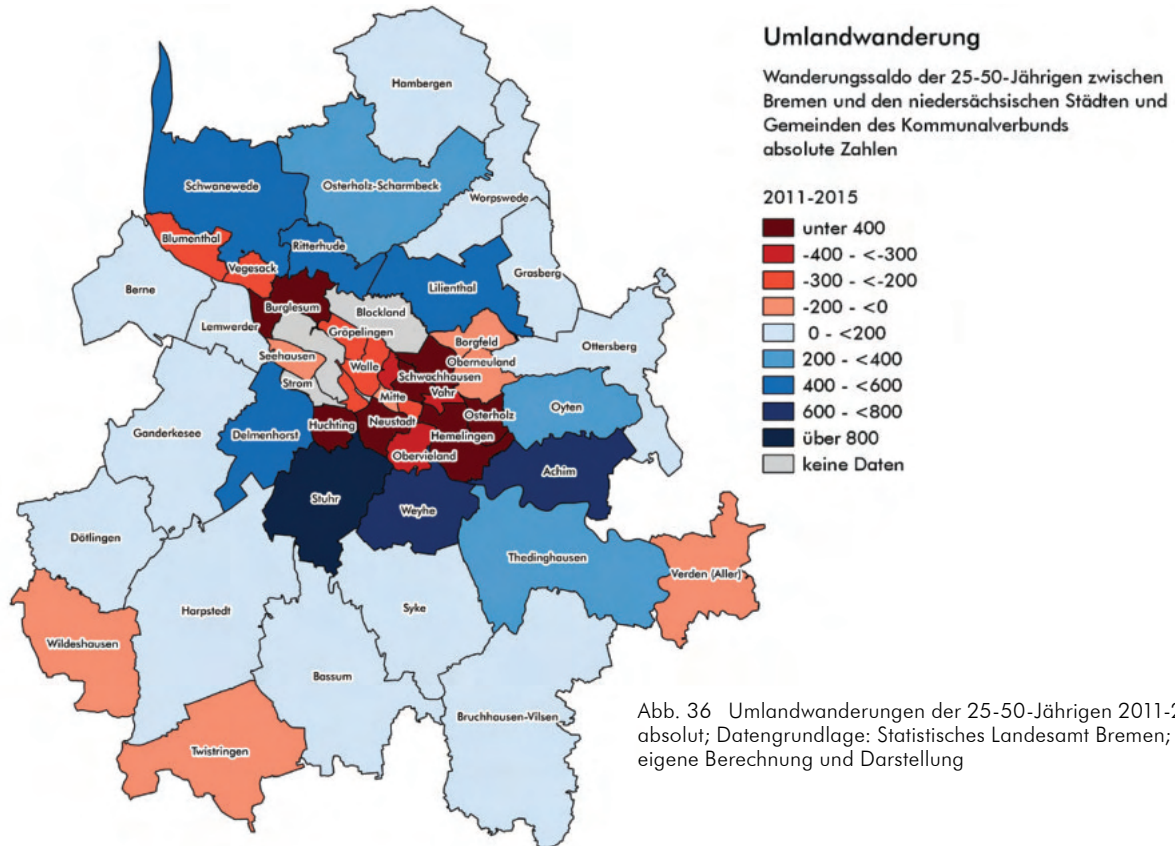 Umlandwanderung
Wanderungssaldo der 25-50-Jährigen zwischen
Bremen und den niedersächsischen Städten und
Gemeinden des Kommunalverbunds
absolute Zahlen
2011-2015
unter 400
-400 - <-300
-300 - <-200
-200 - <0
0 - <200
200 - <400
400 - <600
600 - <800
über 800
keine Daten
Hambergen
Schwanewede
Osterholz-Scharmbeck
Worpswede
Blumenthal
Ritterhude
Vegesack
Grasberg
Berne
Lilienthal
Burglesum
Blockland
Lemwerder
Gröpelingen
Borgfeld
Ottersberg
Seehausen
Oberneuland
Walle
Schwachhausen
Strom
Vahr
Mitte
Oyten
Osterholz
Huchting
Neustadt
Ganderkesee
Delmenhorst
Hemelingen
Obervieland
Achim
Stuhr
Weyhe
Dötlingen
Thedinghausen
Verden (Aller)
Harpstedt
Syke
Wildeshausen
Bassum
Bruchhausen-Vilsen
Twistringen
Abb. 36 Umlandwanderungen der 25-50-Jährigen 2011-2
absolut; Datengrundlage: Statistisches Landesamt Bremen;
eigene Berechnung und Darstellung